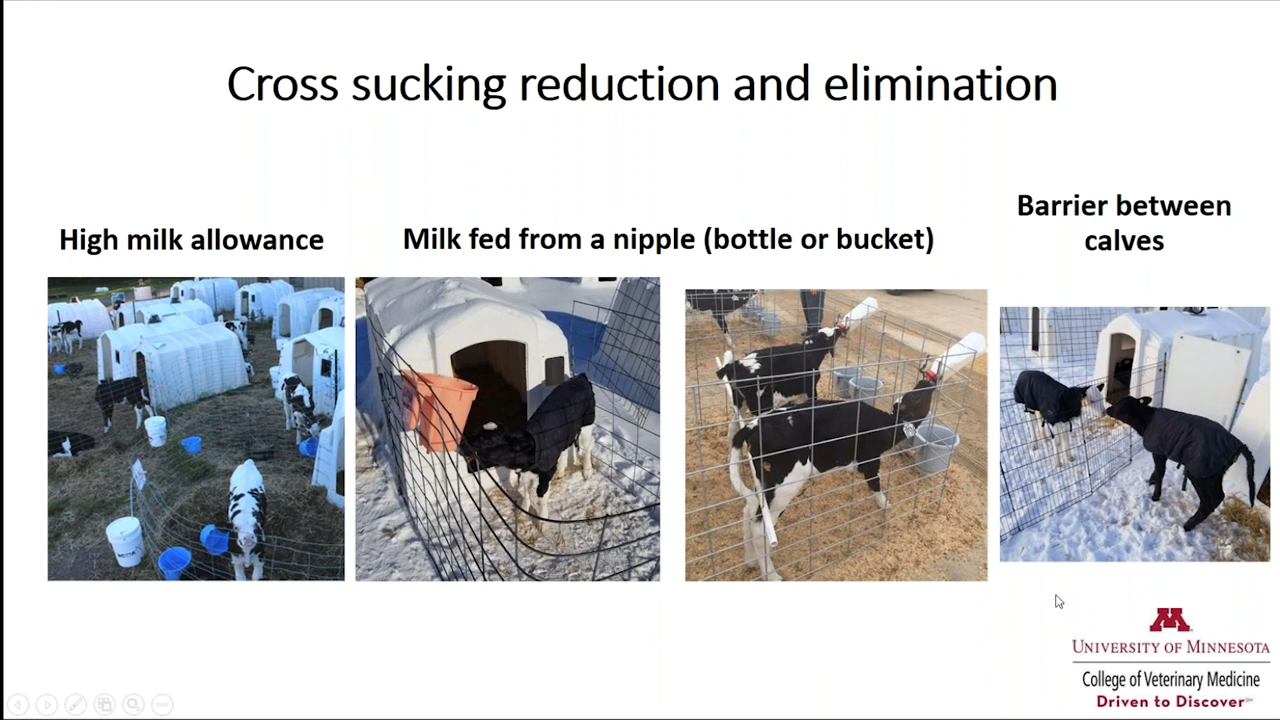 Cross sucking reduction and elimination
High milk allowance
Milk fed from a nipple (bottle or bucket)
Barrier between
calves
M
UNIVERSITY OF MINNESOTA
College of Veterinary Medicine
Driven to Discover℠